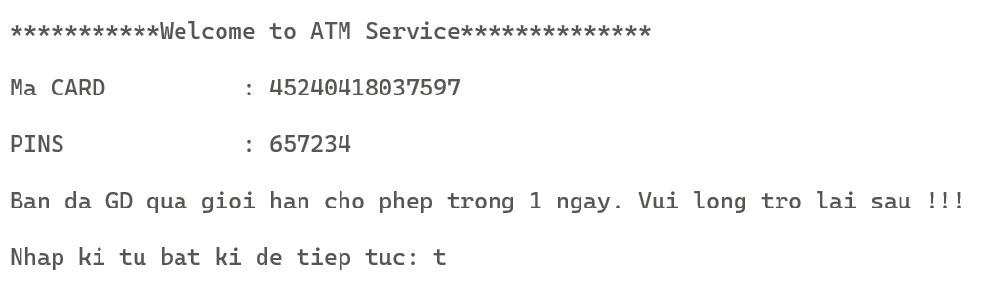 ***********Welcome to ATM Service**************
Ma CARD : 45240418037597
PINS : 657234
Ban da GD qua gioi han cho phep trong 1 ngay. Vui long tro lai sau !!!
Nhap ki tu bat ki de tiep tuc: t